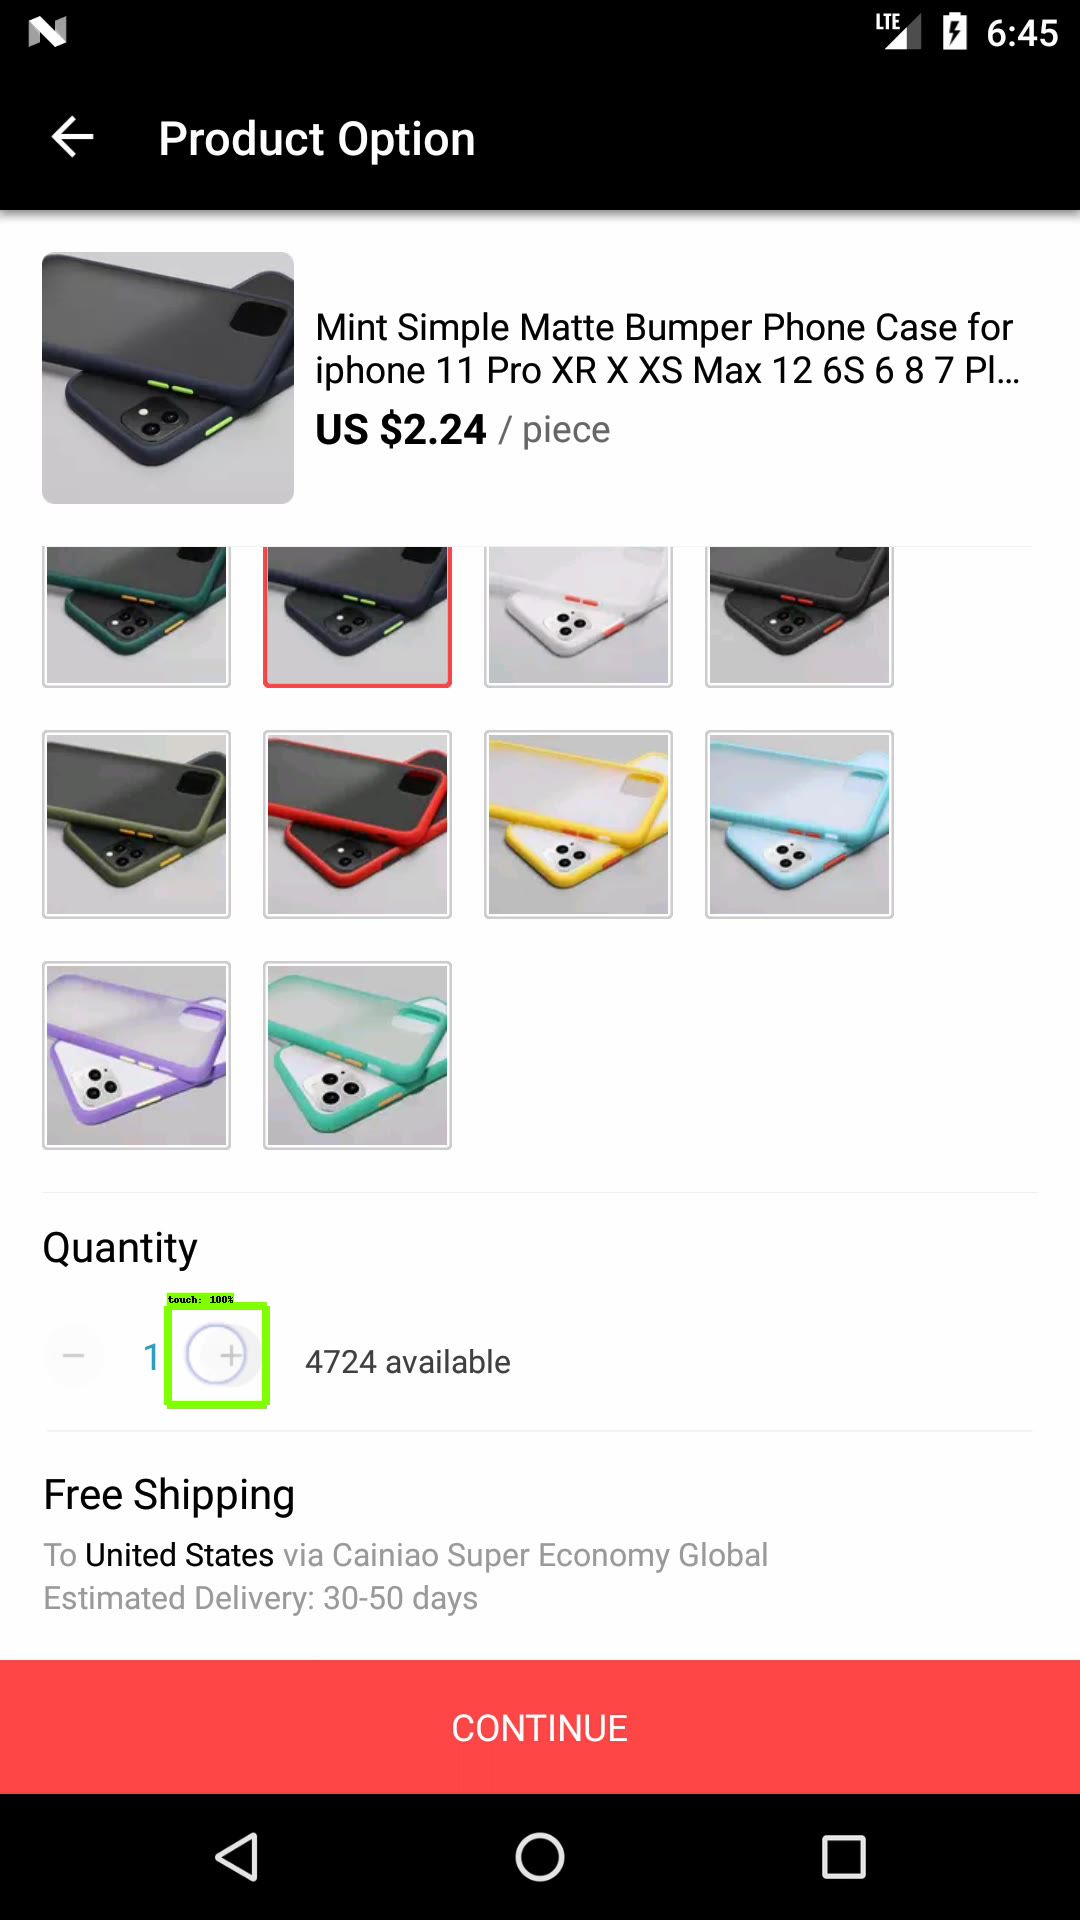 LTE 6:45
Product Option
Mint Simple Matte Bumper Phone Case for
iphone 11 Pro XR X XS Max 12 6S 6 8 7 Pl...
US $2.24 / piece
Quantity
touch: 100%
− 1 + 4724 available
Free Shipping
To United States via Cainiao Super Economy Global
Estimated Delivery: 30-50 days
CONTINUE